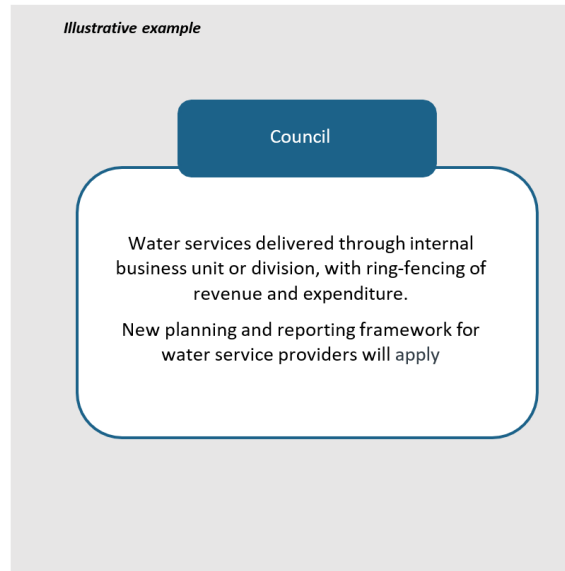 Illustrative example
Council
Water services delivered through internal
business unit or division, with ring-fencing of
revenue and expenditure.
New planning and reporting framework for
water service providers will apply